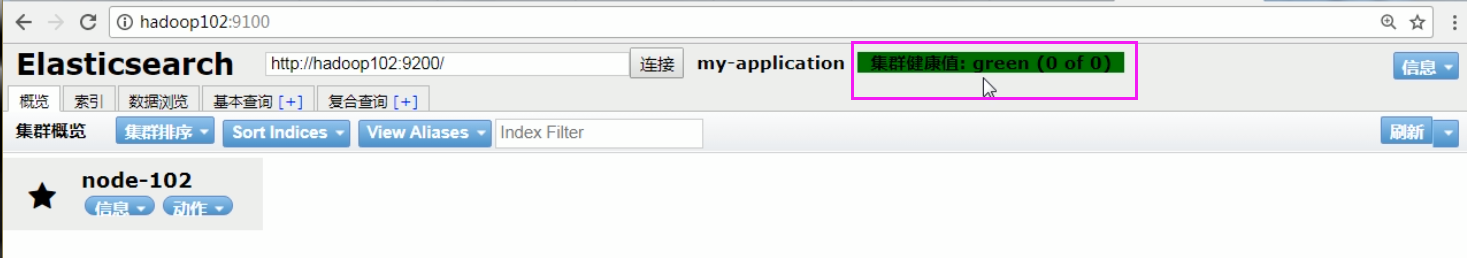 hadoop102:9100
Elasticsearch http://hadoop102:9200/ 连接 my-application 集群健康值: green (0 of 0) 信息
概览 索引 数据浏览 基本查询 [+] 复合查询 [+]
集群概览 集群排序 Sort Indices View Aliases Index Filter 刷新
node-102
信息 动作